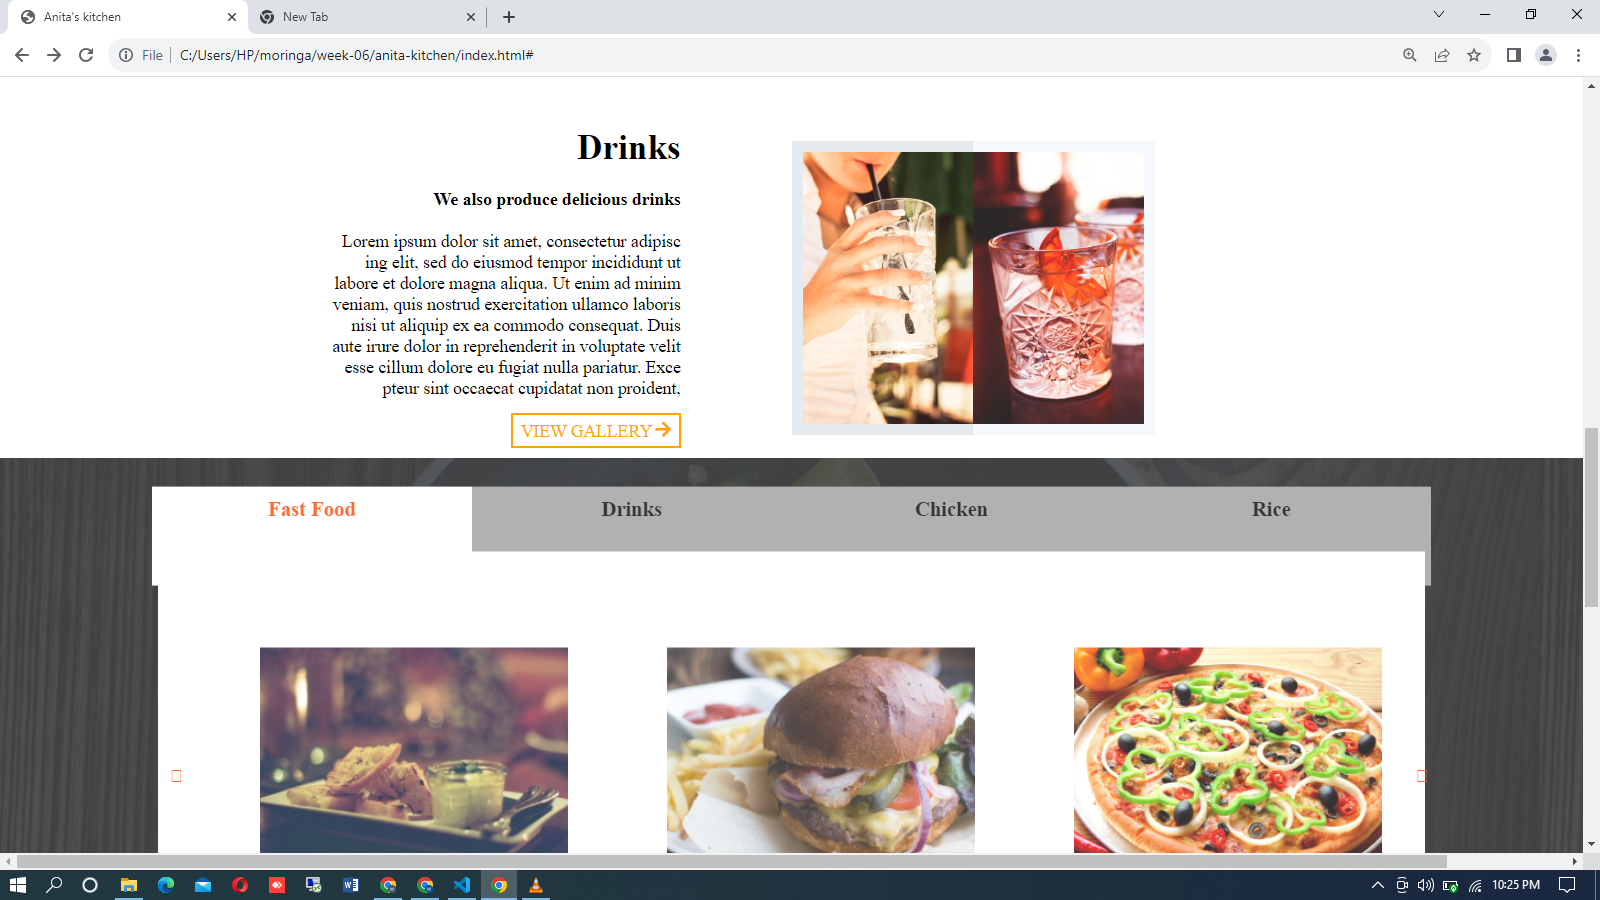 Anita's kitchen
New Tab
File
C:/Users/HP/moringa/week-06/anita-kitchen/index.html#
Drinks
We also produce delicious drinks
Lorem ipsum dolor sit amet, consectetur adipisc
ing elit, sed do eiusmod tempor incididunt ut
labore et dolore magna aliqua. Ut enim ad minim
veniam, quis nostrud exercitation ullamco laboris
nisi ut aliquip ex ea commodo consequat. Duis
aute irure dolor in reprehenderit in voluptate velit
esse cillum dolore eu fugiat nulla pariatur. Exce
pteur sint occaecat cupidatat non proident,
VIEW GALLERY
Fast Food
Drinks
Chicken
Rice
10:25 PM